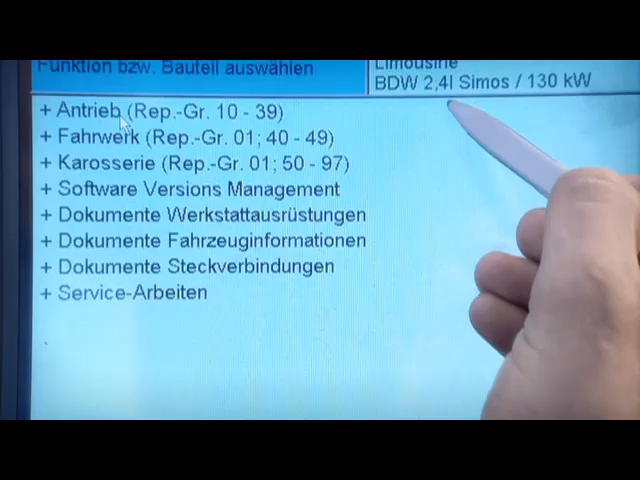 Funktion bzw. Bauteil auswählen
Limousine
BDW 2,4l Simos / 130 kW
+ Antrieb (Rep.-Gr. 10 - 39)
+ Fahrwerk (Rep.-Gr. 01; 40 - 49)
+ Karosserie (Rep.-Gr. 01; 50 - 97)
+ Software Versions Management
+ Dokumente Werkstattausrüstungen
+ Dokumente Fahrzeuginformationen
+ Dokumente Steckverbindungen
+ Service-Arbeiten